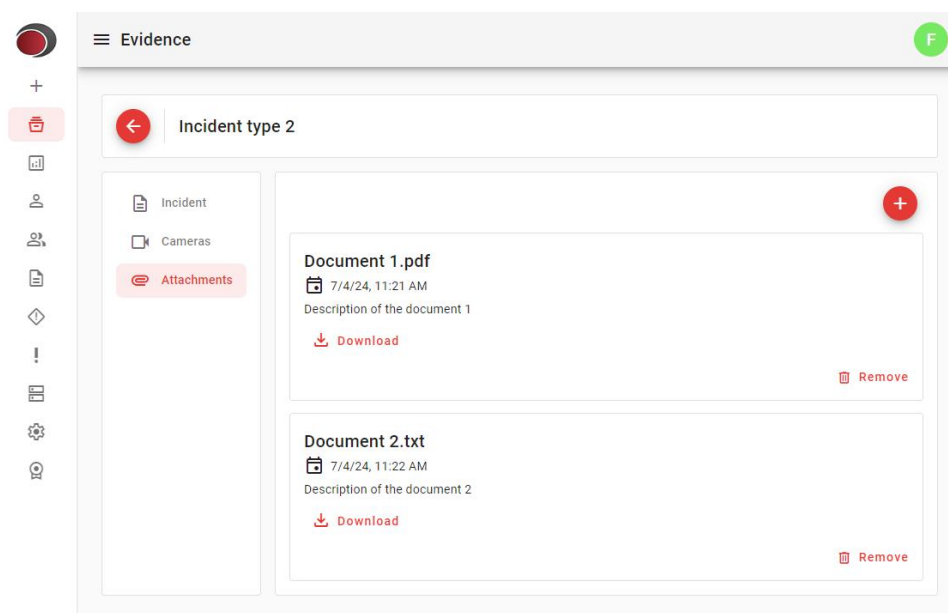 Evidence
F
Incident type 2
Incident
Cameras
Attachments
Document 1.pdf
7/4/24, 11:21 AM
Description of the document 1
Download
Remove
Document 2.txt
7/4/24, 11:22 AM
Description of the document 2
Download
Remove